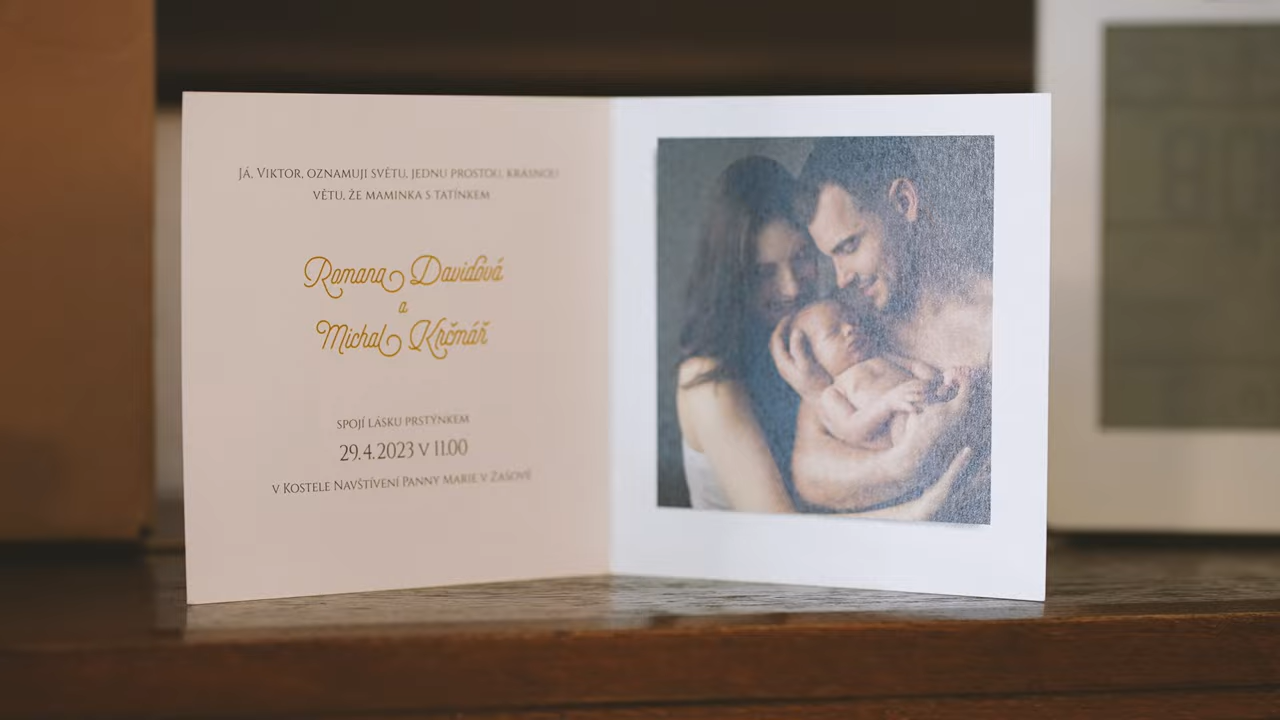 Já, Viktor, oznamuji světu, jednu prostou, krásnou
větu, že maminka s tatínkem
Romana Davidová
a
Michal Krčmář
spojí lásku prstýnkem
29.4.2023 v 11.00
v Kostele Navštívení Panny Marie v Zašové